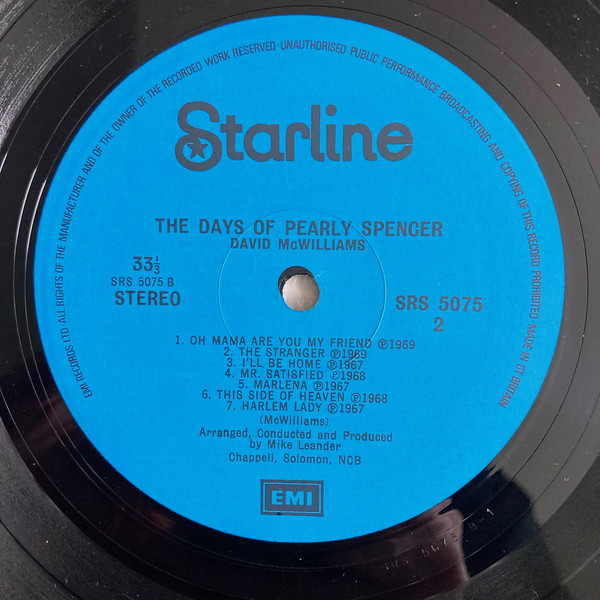 EMI RECORDS LTD ALL RIGHTS OF THE MANUFACTURER AND OF THE OWNER OF THE RECORDED WORK RESERVED UNAUTHORISED PUBLIC PERFORMANCE BROADCASTING AND COPYING OF THIS RECORD PROHIBITED MADE IN GT BRITAIN
Starline
THE DAYS OF PEARLY SPENCER
DAVID McWILLIAMS
33⅓
SRS 5075 B
STEREO
SRS 5075
2
1. OH MAMA ARE YOU MY FRIEND ℗1969
2. THE STRANGER ℗1969
3. I'LL BE HOME ℗1967
4. MR. SATISFIED ℗1968
5. MARLENA ℗1967
6. THIS SIDE OF HEAVEN ℗1968
7. HARLEM LADY ℗1967
(McWilliams)
Arranged, Conducted and Produced
by Mike Leander
Chappell, Solomon, NCB
EMI
SRS 5075 B-1